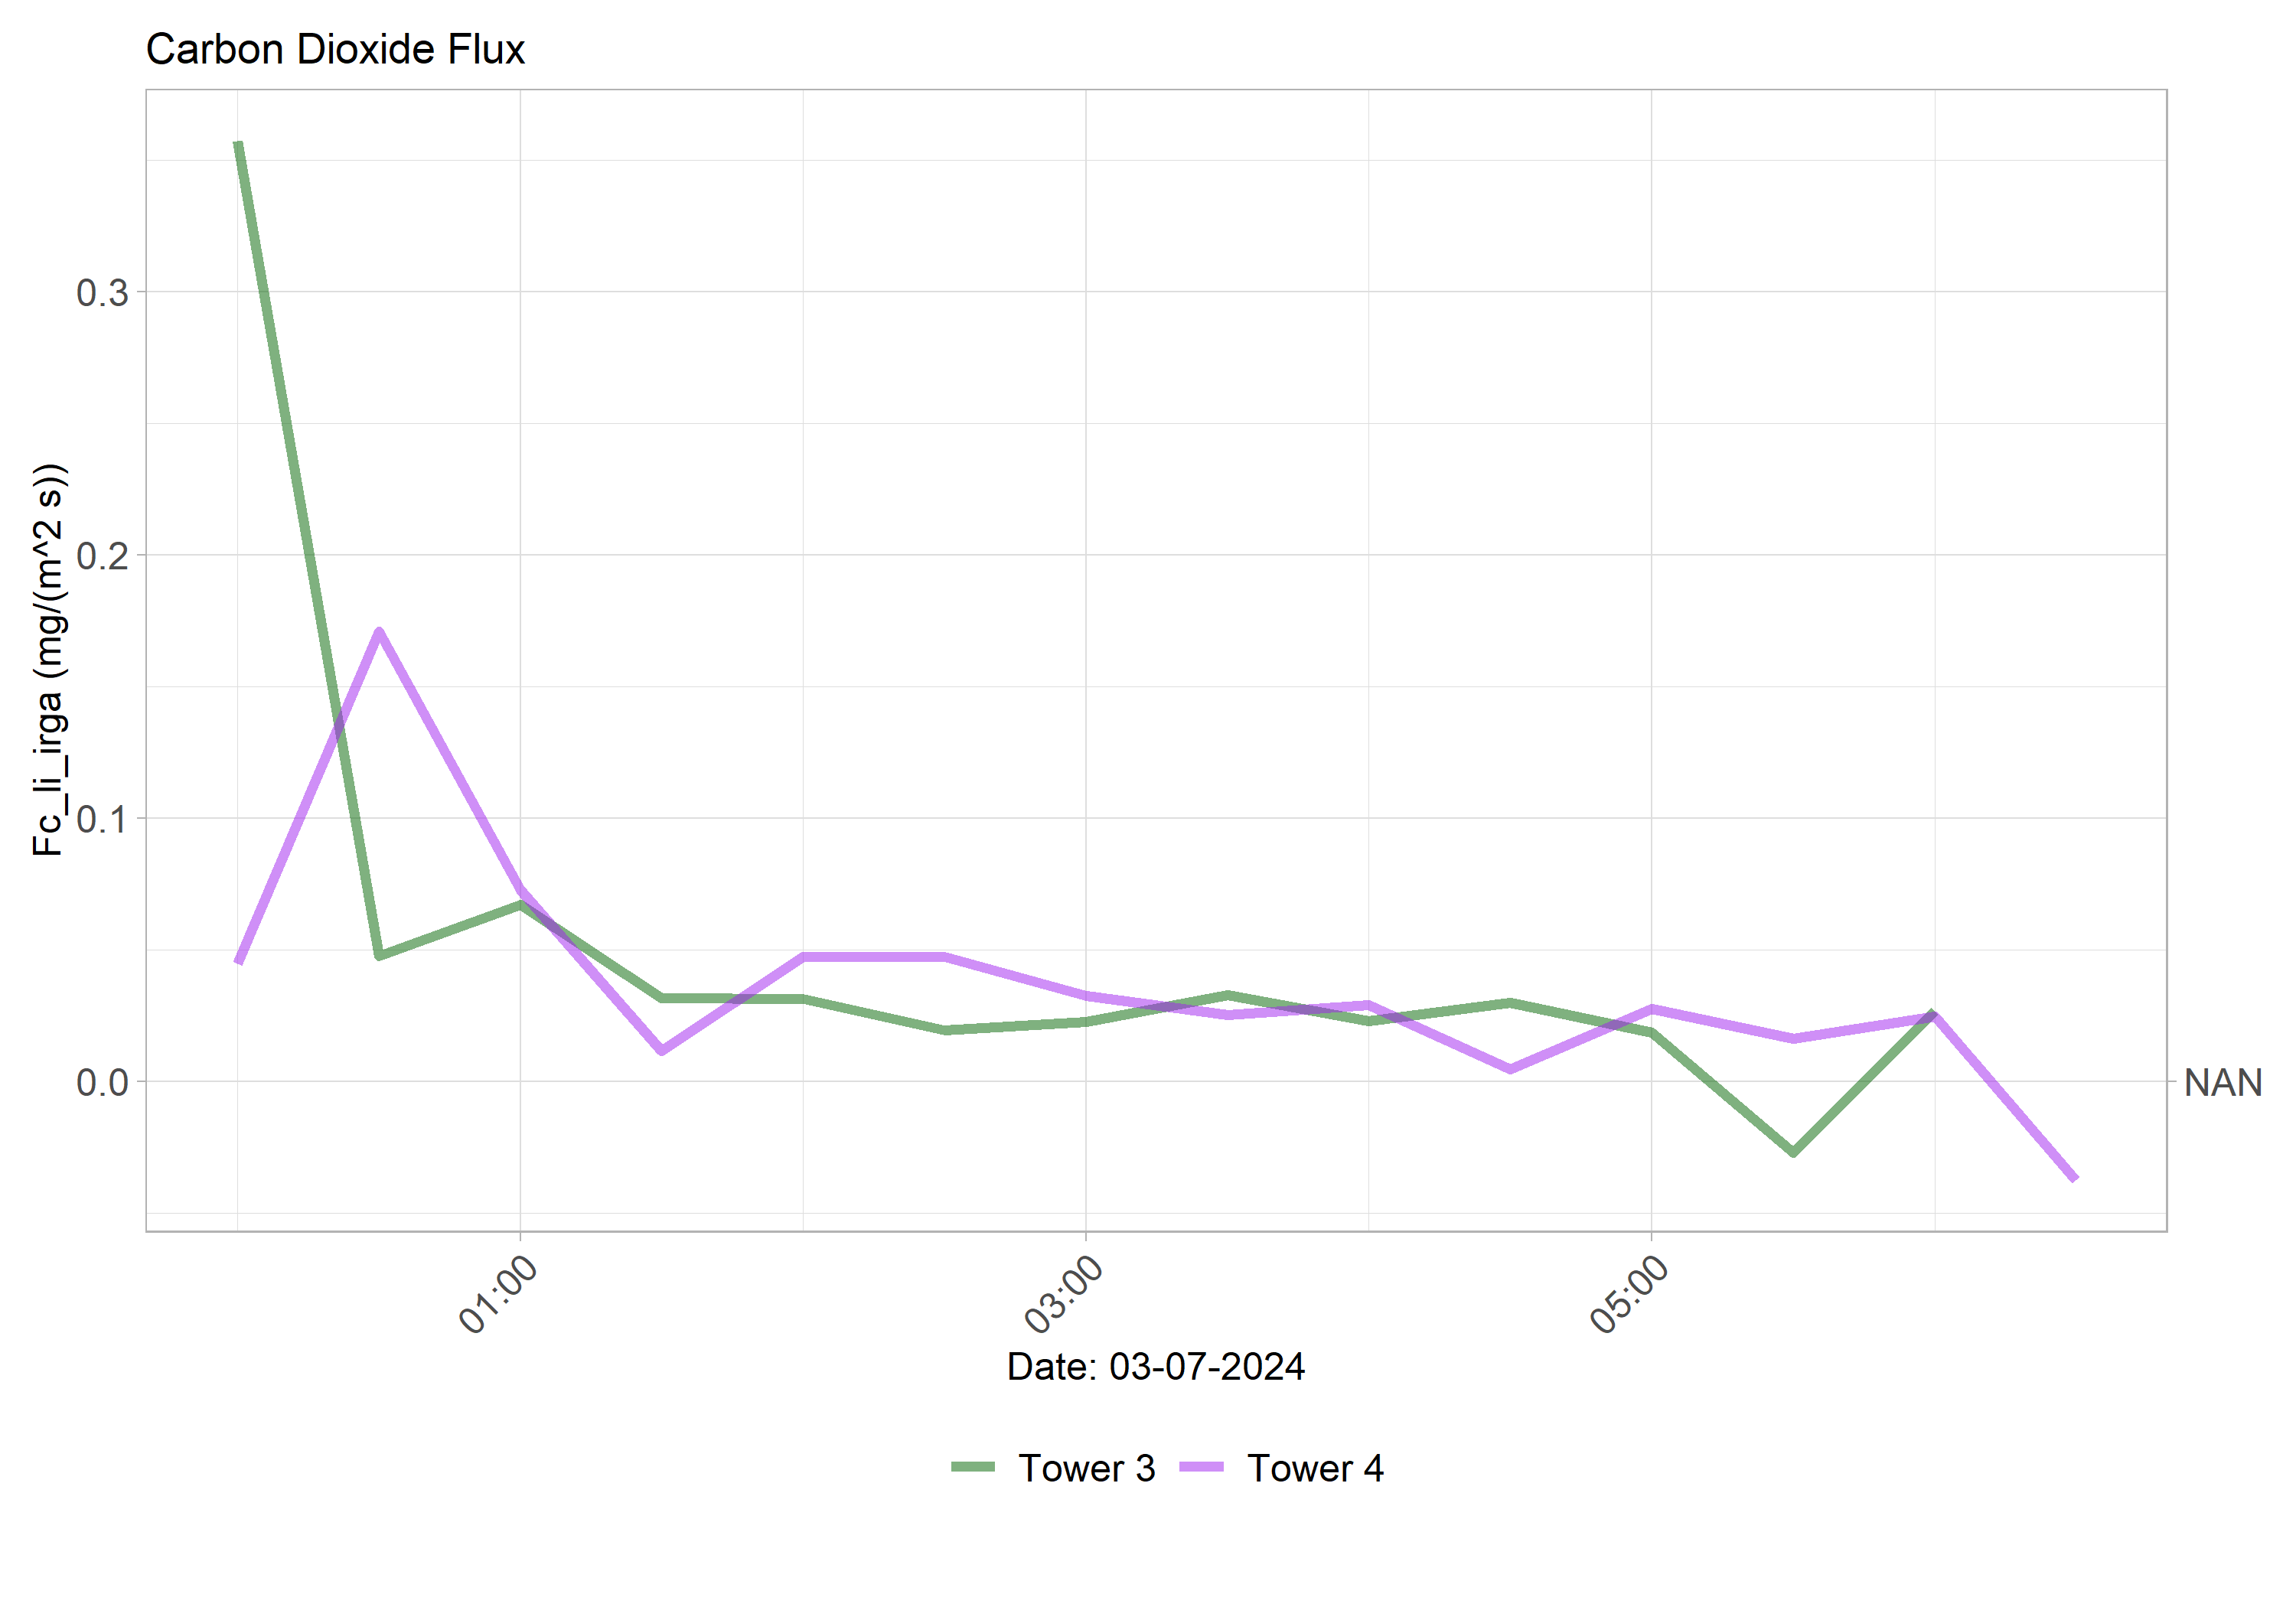 Carbon Dioxide Flux
Fc_li_irga (mg/(m^2 s))
0.3
0.2
0.1
0.0
NAN
01:00
03:00
05:00
Date: 03-07-2024
Tower 3
Tower 4